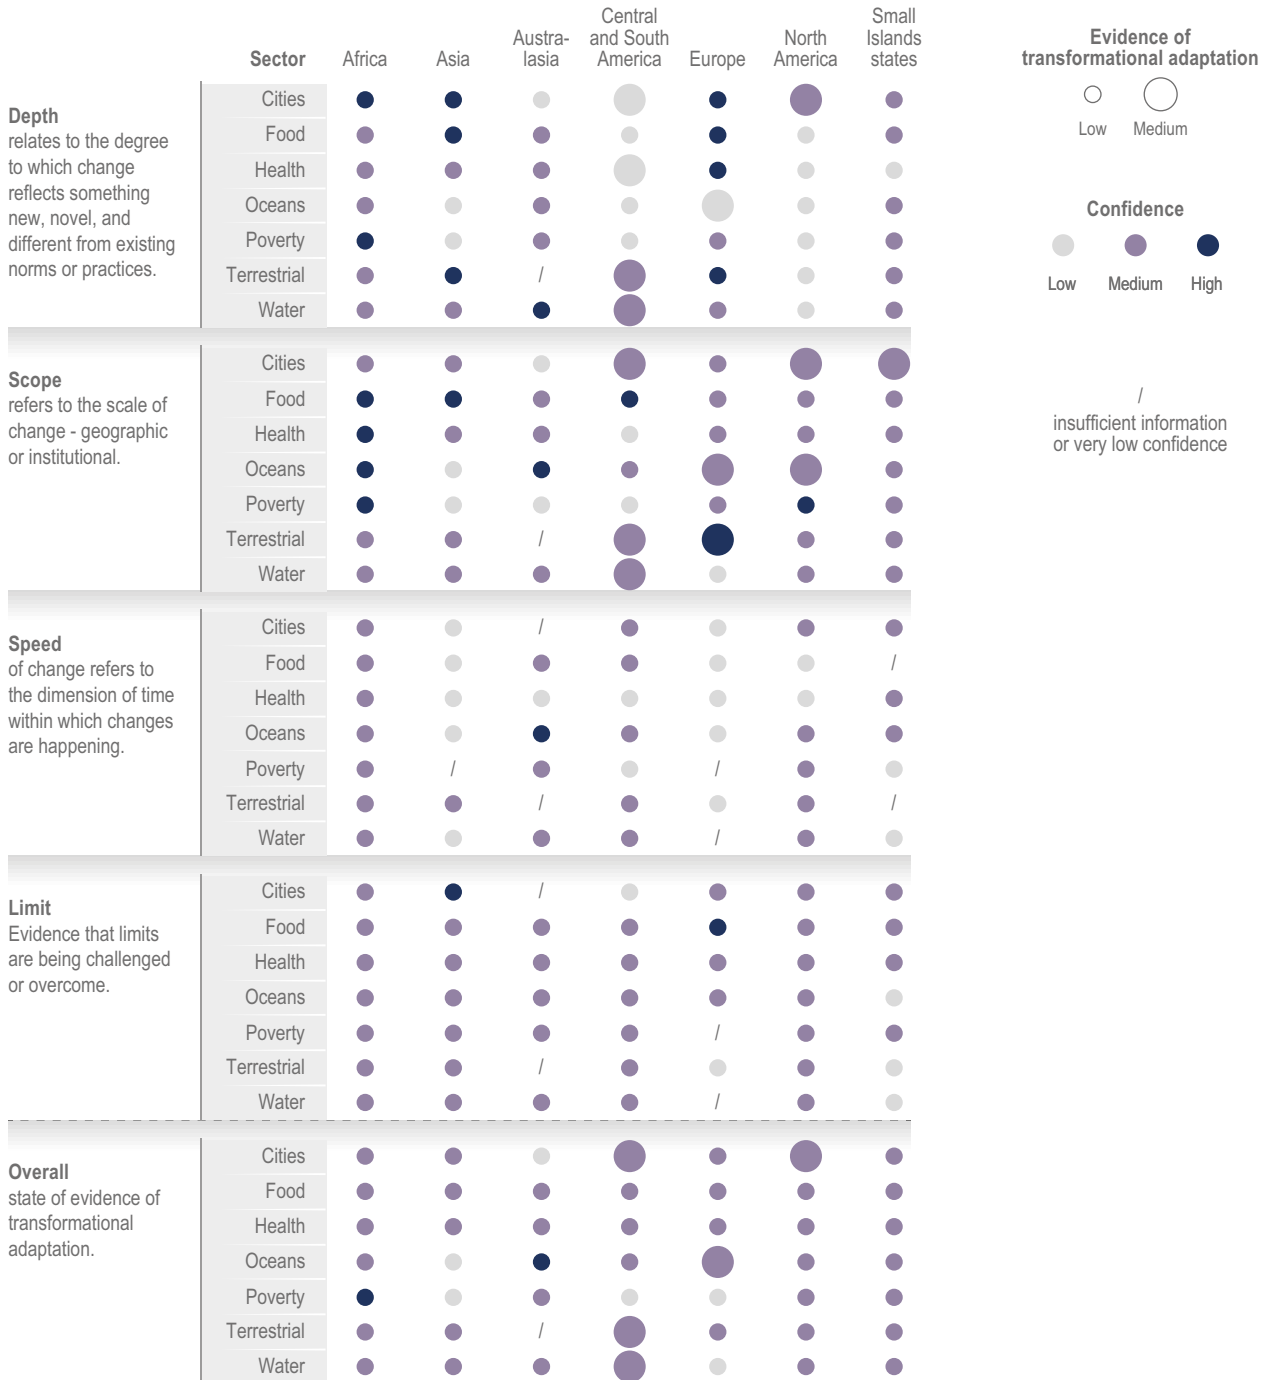 Sector
Africa
Asia
Austra-
lasia
Central
and South
America
Europe
North
America
Small
Islands
states
Evidence of
transformational adaptation
Low
Medium
Confidence
Low
Medium
High
/
insufficient information
or very low confidence
Depth
relates to the degree
to which change
reflects something
new, novel, and
different from existing
norms or practices.
Cities
Food
Health
Oceans
Poverty
Terrestrial /
Water
Scope
refers to the scale of
change - geographic
or institutional.
Cities
Food
Health
Oceans
Poverty
Terrestrial /
Water
Speed
of change refers to
the dimension of time
within which changes
are happening.
Cities /
Food /
Health
Oceans
Poverty / /
Terrestrial / /
Water /
Limit
Evidence that limits
are being challenged
or overcome.
Cities /
Food
Health
Oceans
Poverty /
Terrestrial /
Water /
Overall
state of evidence of
transformational
adaptation.
Cities
Food
Health
Oceans
Poverty
Terrestrial /
Water